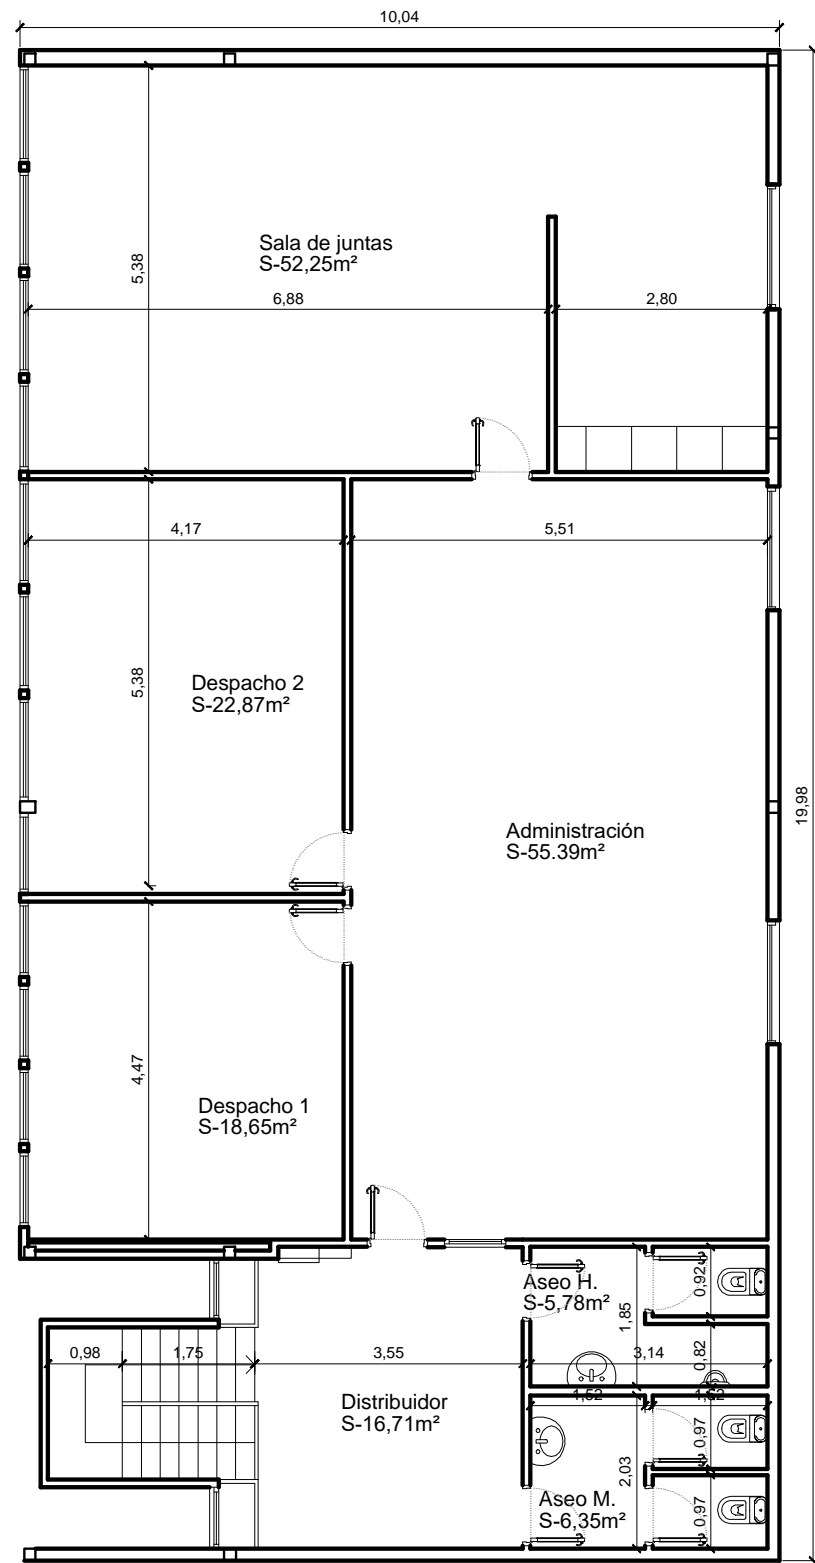 10,04
Sala de juntas
S-52,25m²
5,38
6,88
2,80
4,17
5,51
5,38
Despacho 2
S-22,87m²
19,98
Administración
S-55.39m²
4,47
Despacho 1
S-18,65m²
Aseo H.
S-5,78m²
0,92
1,85
0,98
1,75
3,55
3,14
0,82
1,52
Distribuidor
S-16,71m²
0,97
2,03
Aseo M.
S-6,35m²
0,97